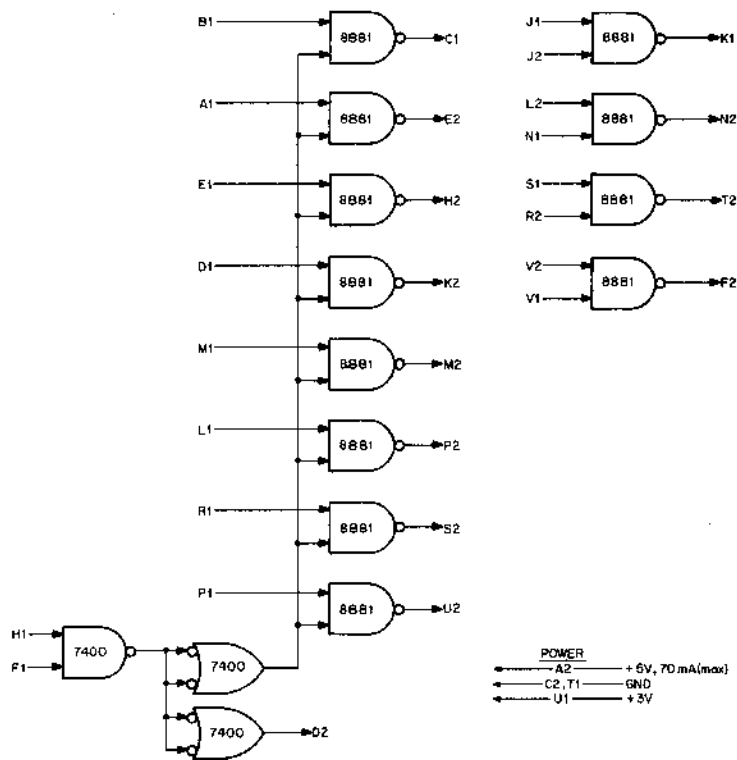 B1
8881
C1
A1
8881
E2
E1
8881
H2
D1
8881
K2
M1
8881
M2
L1
8881
P2
R1
8881
S2
P1
8881
U2
H1
F1
7400
7400
7400
D2
J1
J2
8881
K1
L2
N1
8881
N2
S1
R2
8881
T2
V2
V1
8881
F2
POWER
A2 +5V, 70 mA(max)
C2, T1 GND
U1 +3V